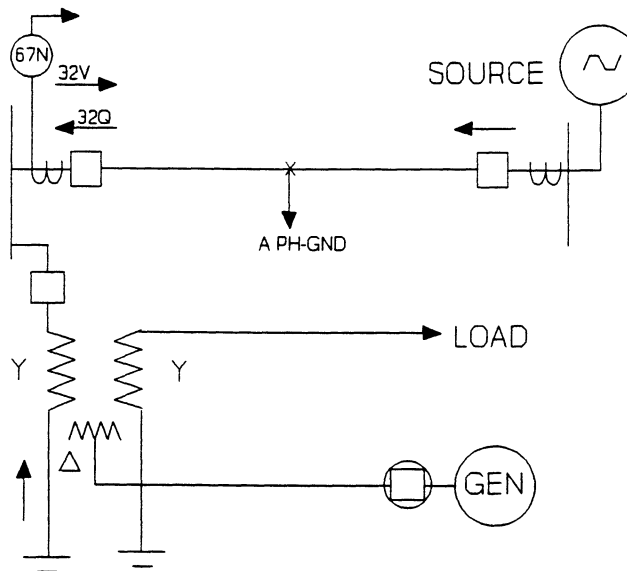 67N
32V
32Q
SOURCE
A PH-GND
LOAD
Y
Y
Δ
GEN